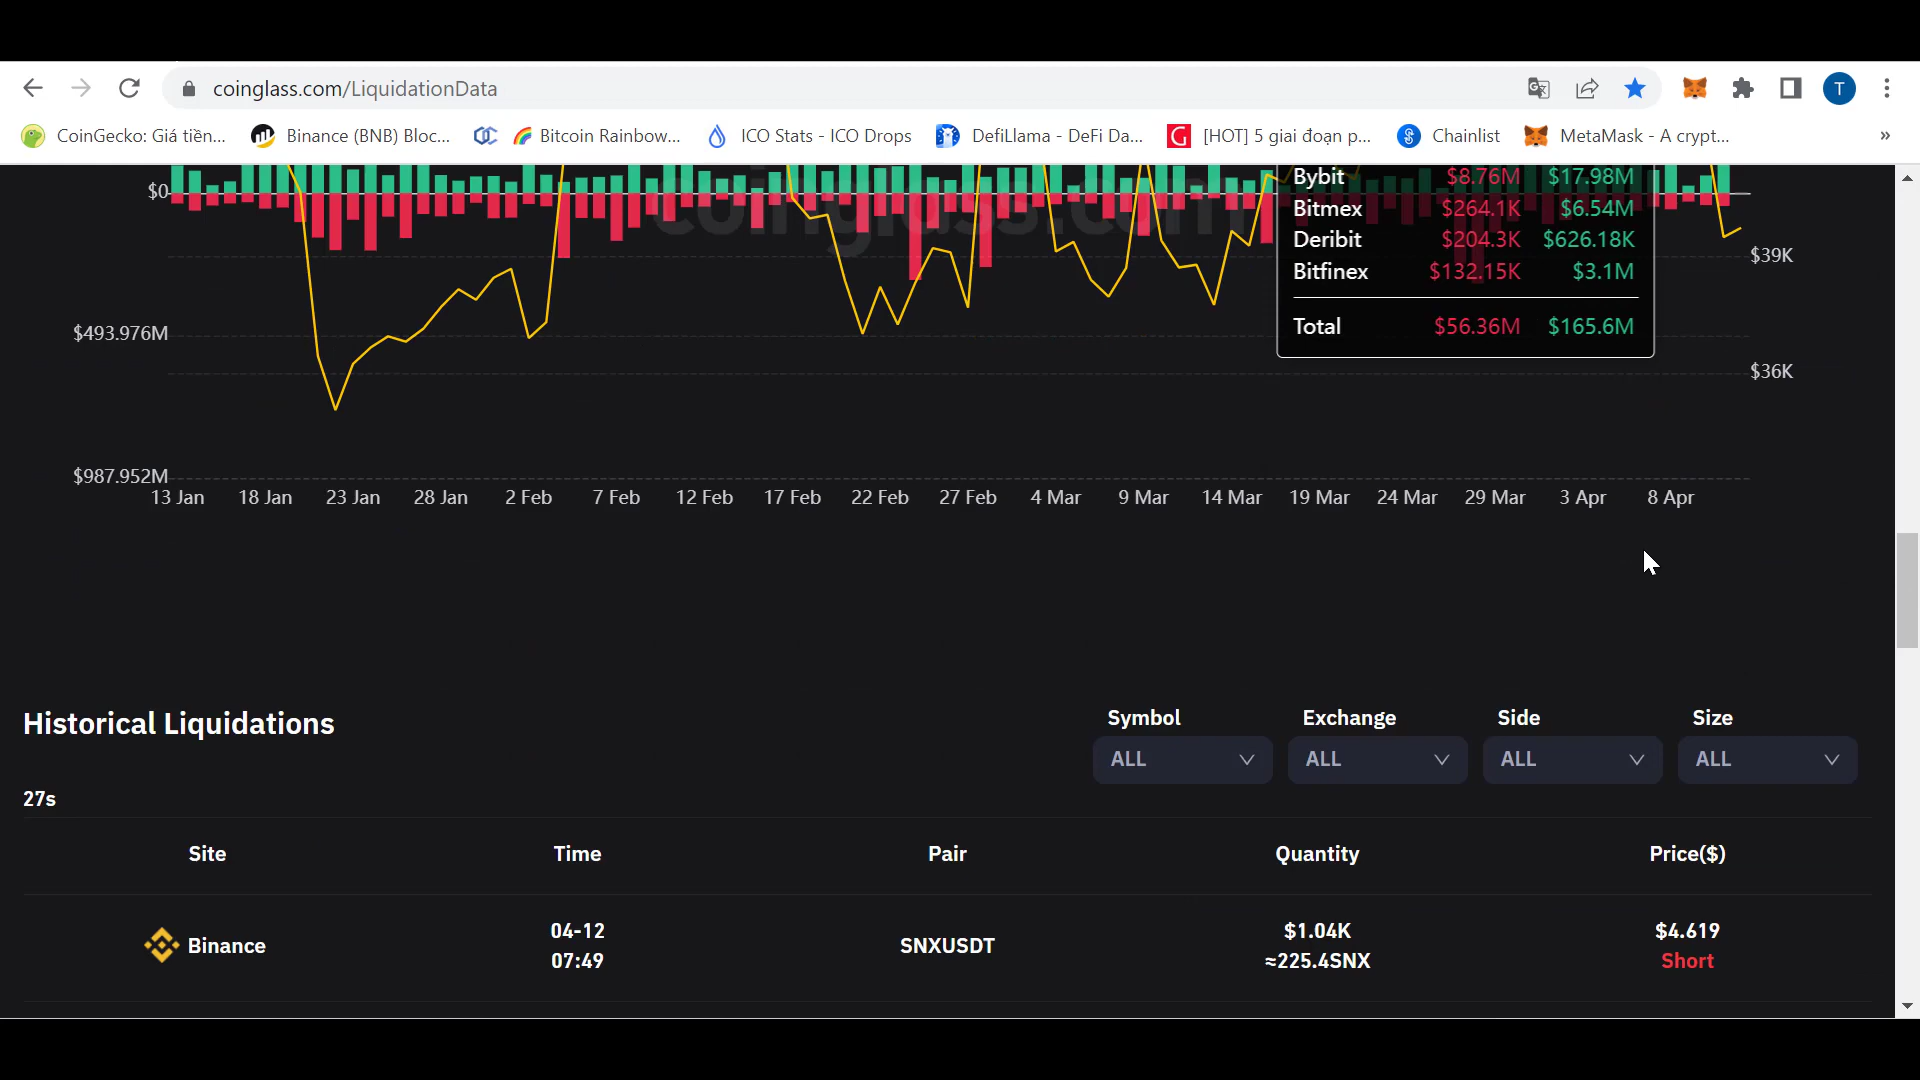 coinglass.com/LiquidationData
T
CoinGecko: Giá tiền... Binance (BNB) Bloc... Bitcoin Rainbow... ICO Stats - ICO Drops DefiLlama - DeFi Da... [HOT] 5 giai đoạn p... Chainlist MetaMask - A crypt... »
$0
coinglass.com
Bybit $8.76M $17.98M
Bitmex $264.1K $6.54M
Deribit $204.3K $626.18K
Bitfinex $132.15K $3.1M
Total $56.36M $165.6M
$39K
$493.976M
$36K
$987.952M
13 Jan 18 Jan 23 Jan 28 Jan 2 Feb 7 Feb 12 Feb 17 Feb 22 Feb 27 Feb 4 Mar 9 Mar 14 Mar 19 Mar 24 Mar 29 Mar 3 Apr 8 Apr
Historical Liquidations
Symbol Exchange Side Size
ALL ALL ALL ALL
27s
Site Time Pair Quantity Price($)
Binance 04-12 07:49 SNXUSDT $1.04K ≈225.4SNX $4.619 Short